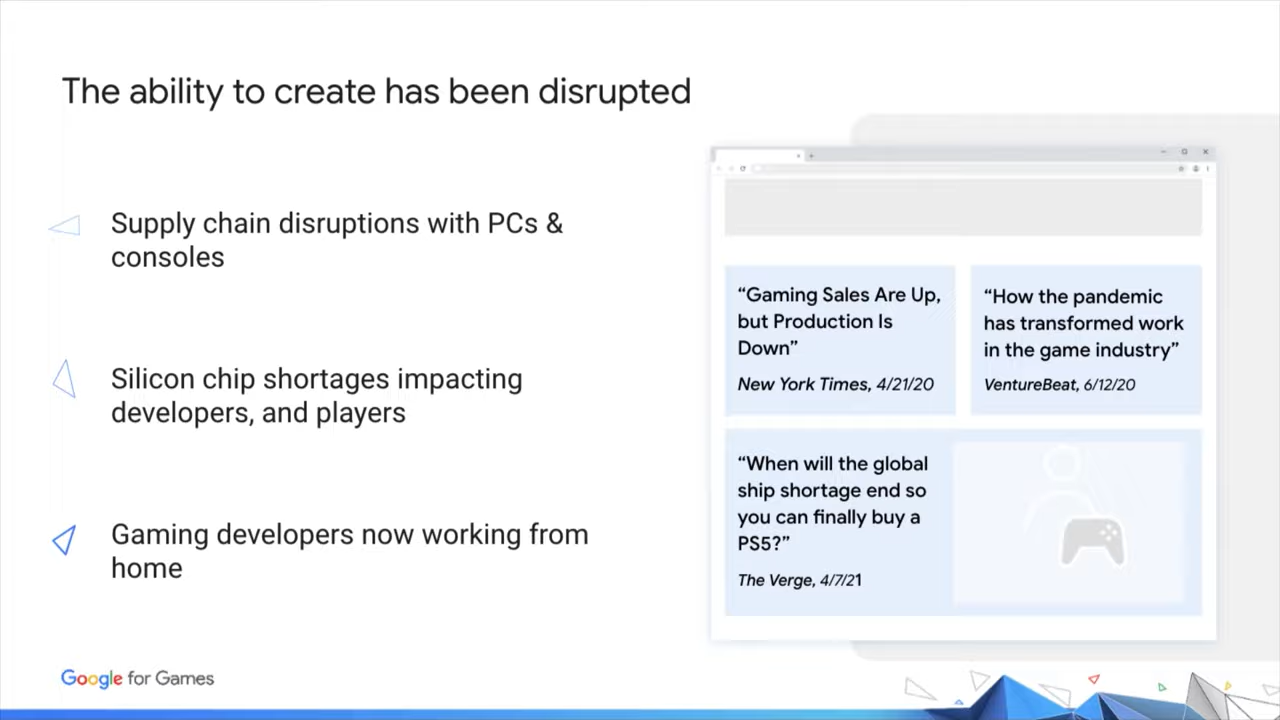 The ability to create has been disrupted
Supply chain disruptions with PCs &
consoles
Silicon chip shortages impacting
developers, and players
Gaming developers now working from
home
“Gaming Sales Are Up,
but Production Is
Down”
New York Times, 4/21/20
“How the pandemic
has transformed work
in the game industry”
VentureBeat, 6/12/20
“When will the global
ship shortage end so
you can finally buy a
PS5?”
The Verge, 4/7/21
Google for Games